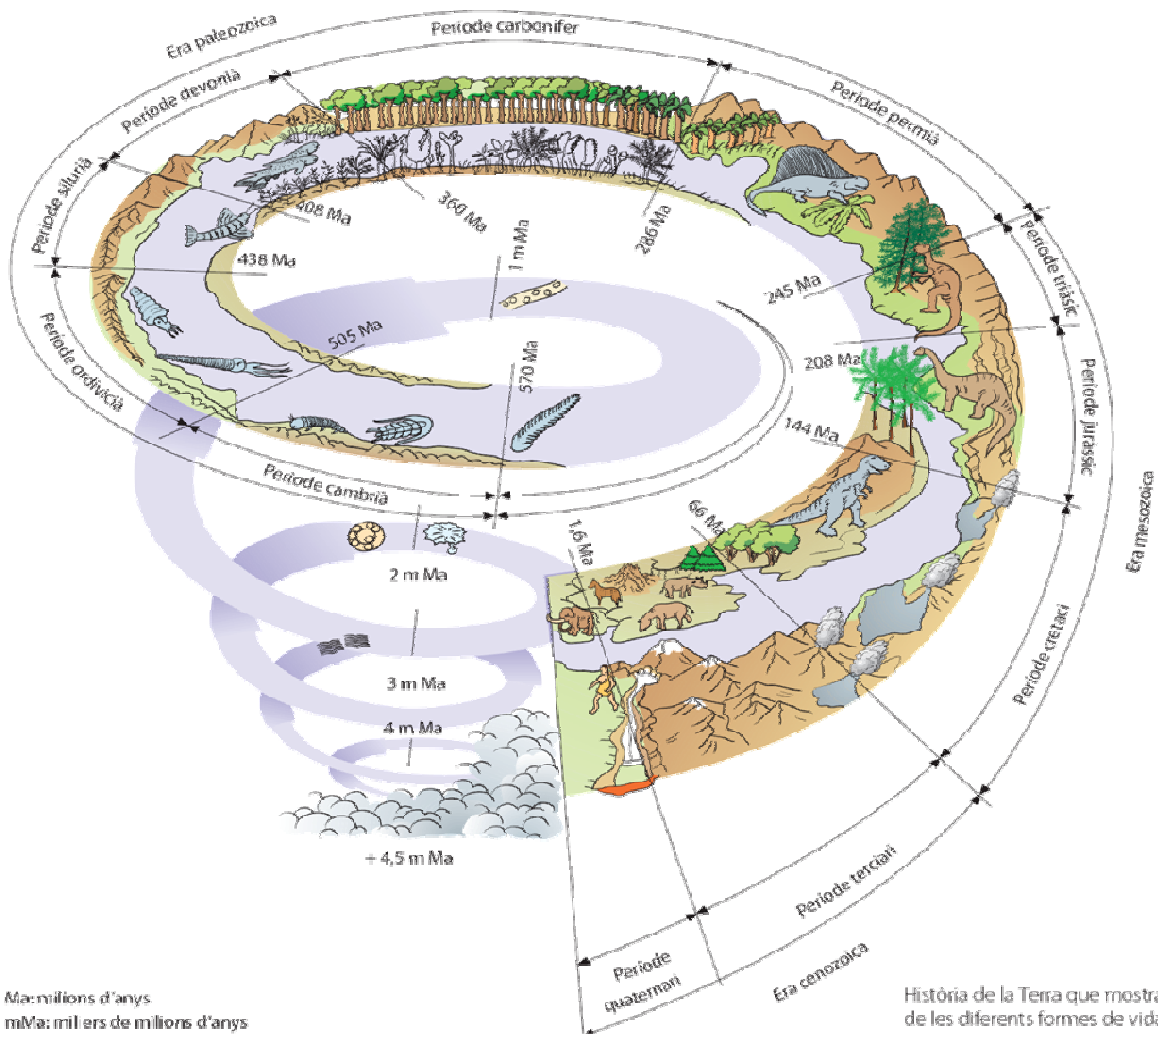 Era paleozoica
Període carbonífer
Període devonià
Període permià
Període silurià
408 Ma
360 Ma
286 Ma
1 m Ma
438 Ma
245 Ma
Període triàsic
505 Ma
570 Ma
208 Ma
Període ordivicià
Període juràssic
144 Ma
Període cambrià
Era mesozoica
66 Ma
1,6 Ma
2 m Ma
3 m Ma
4 m Ma
Període cretaci
+ 4,5 m Ma
Període terciari
Període
quaternari
Era cenozoica
Ma: milions d'anys
mMa: milers de milions d'anys
Història de la Terra que mostra
de les diferents formes de vida